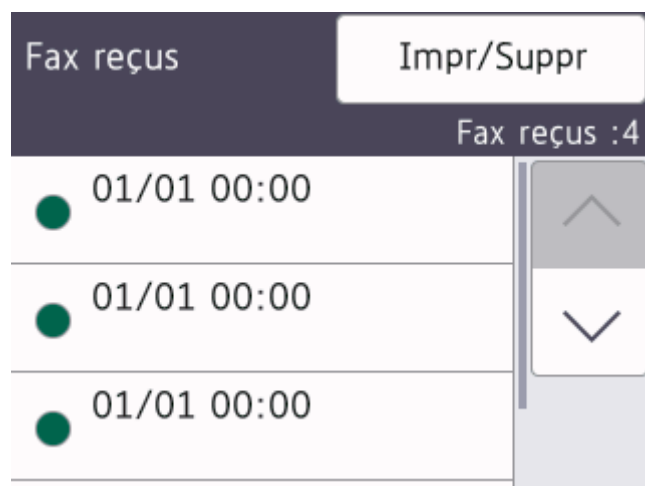 Fax reçus
Impr/Suppr
Fax reçus :4
01/01 00:00
01/01 00:00
01/01 00:00